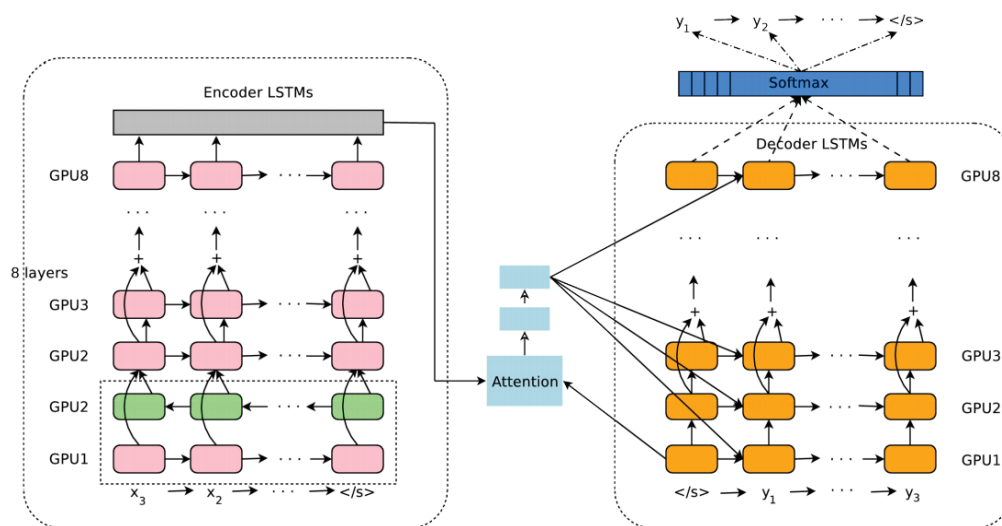 y1 y2 ... </s>
Softmax
Encoder LSTMs
Decoder LSTMs
GPU8
GPU8
...
...
8 layers
+ + +
GPU3
+ + +
GPU2
GPU3
Attention
GPU2
GPU2
GPU1
GPU1
x3 x2 ... </s>
</s> y1 ... y3